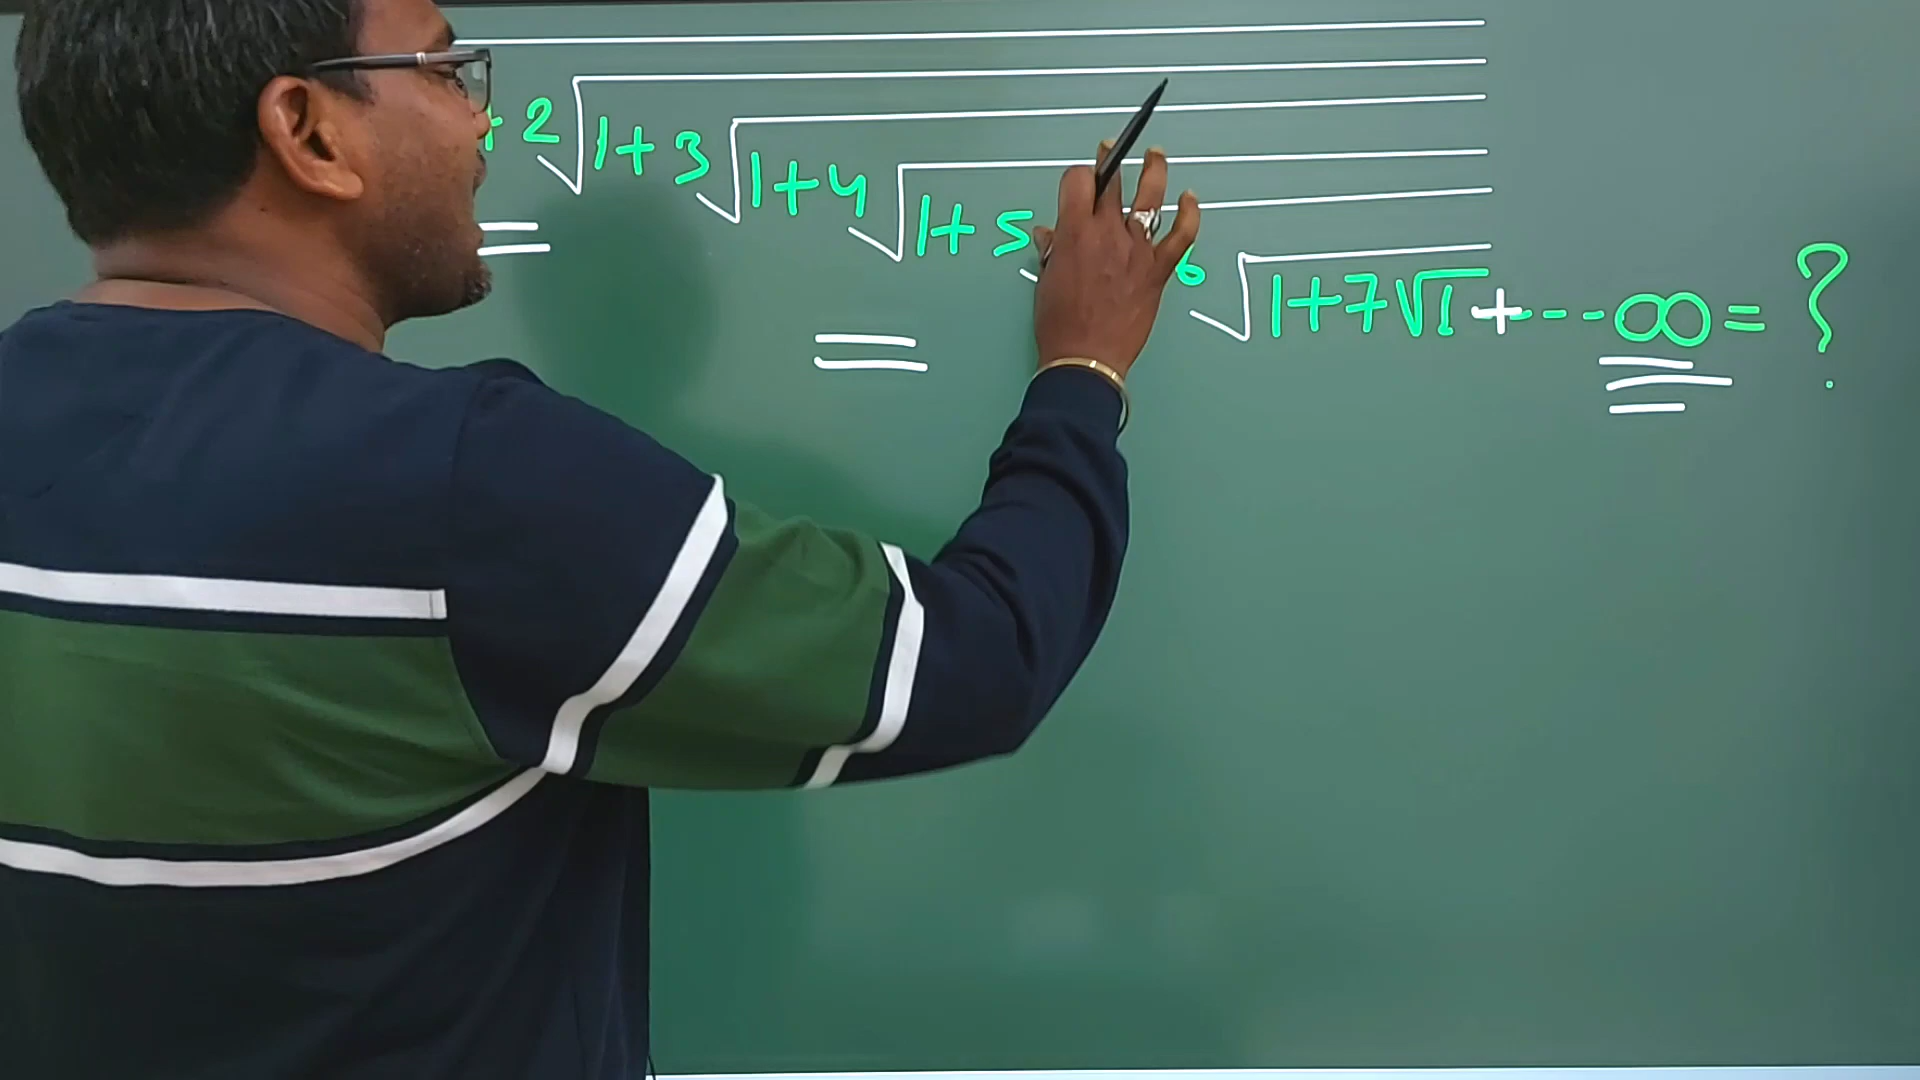 + 2√1+3√1+4√1+5 6√1+7√1+---∞ = ?